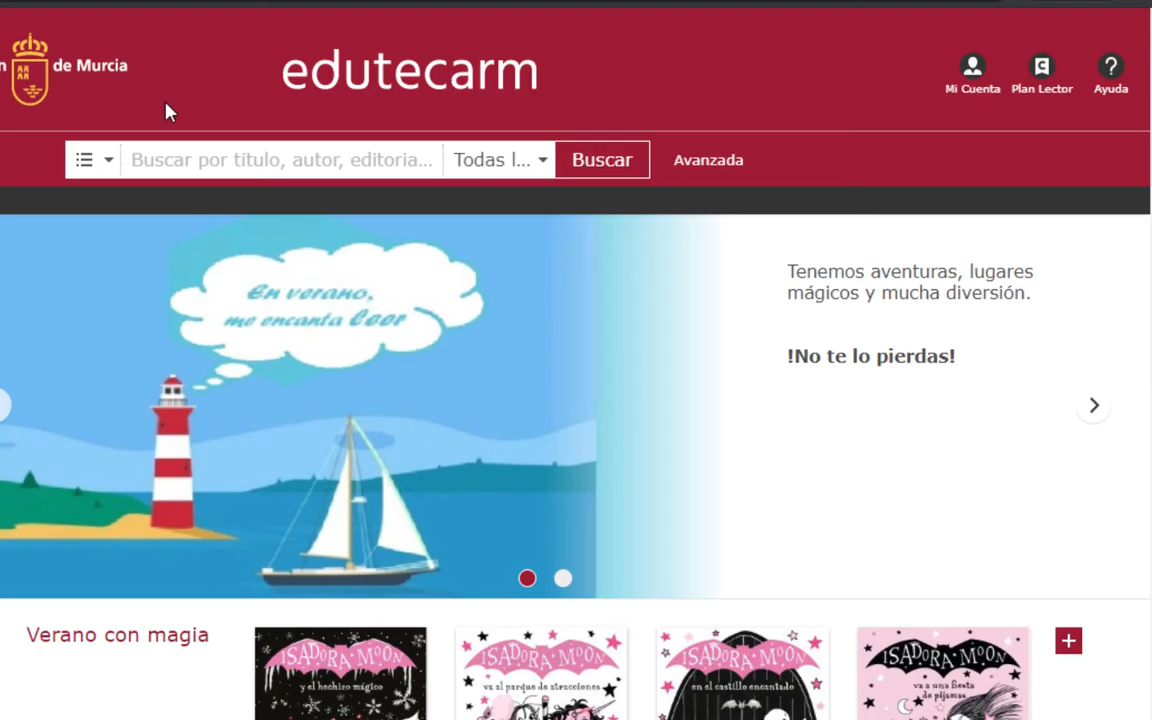 n de Murcia
edutecarm
Mi Cuenta
Plan Lector
Ayuda
Buscar por título, autor, editoria...
Todas l...
Buscar
Avanzada
En verano,
me encanta Leer
Tenemos aventuras, lugares
mágicos y mucha diversión.
!No te lo pierdas!
Verano con magia
ISADORA MOON
y el hechizo mágico
ISADORA MOON
va al parque de atracciones
ISADORA MOON
en el castillo encantado
ISADORA MOON
va a una fiesta
de pijamas